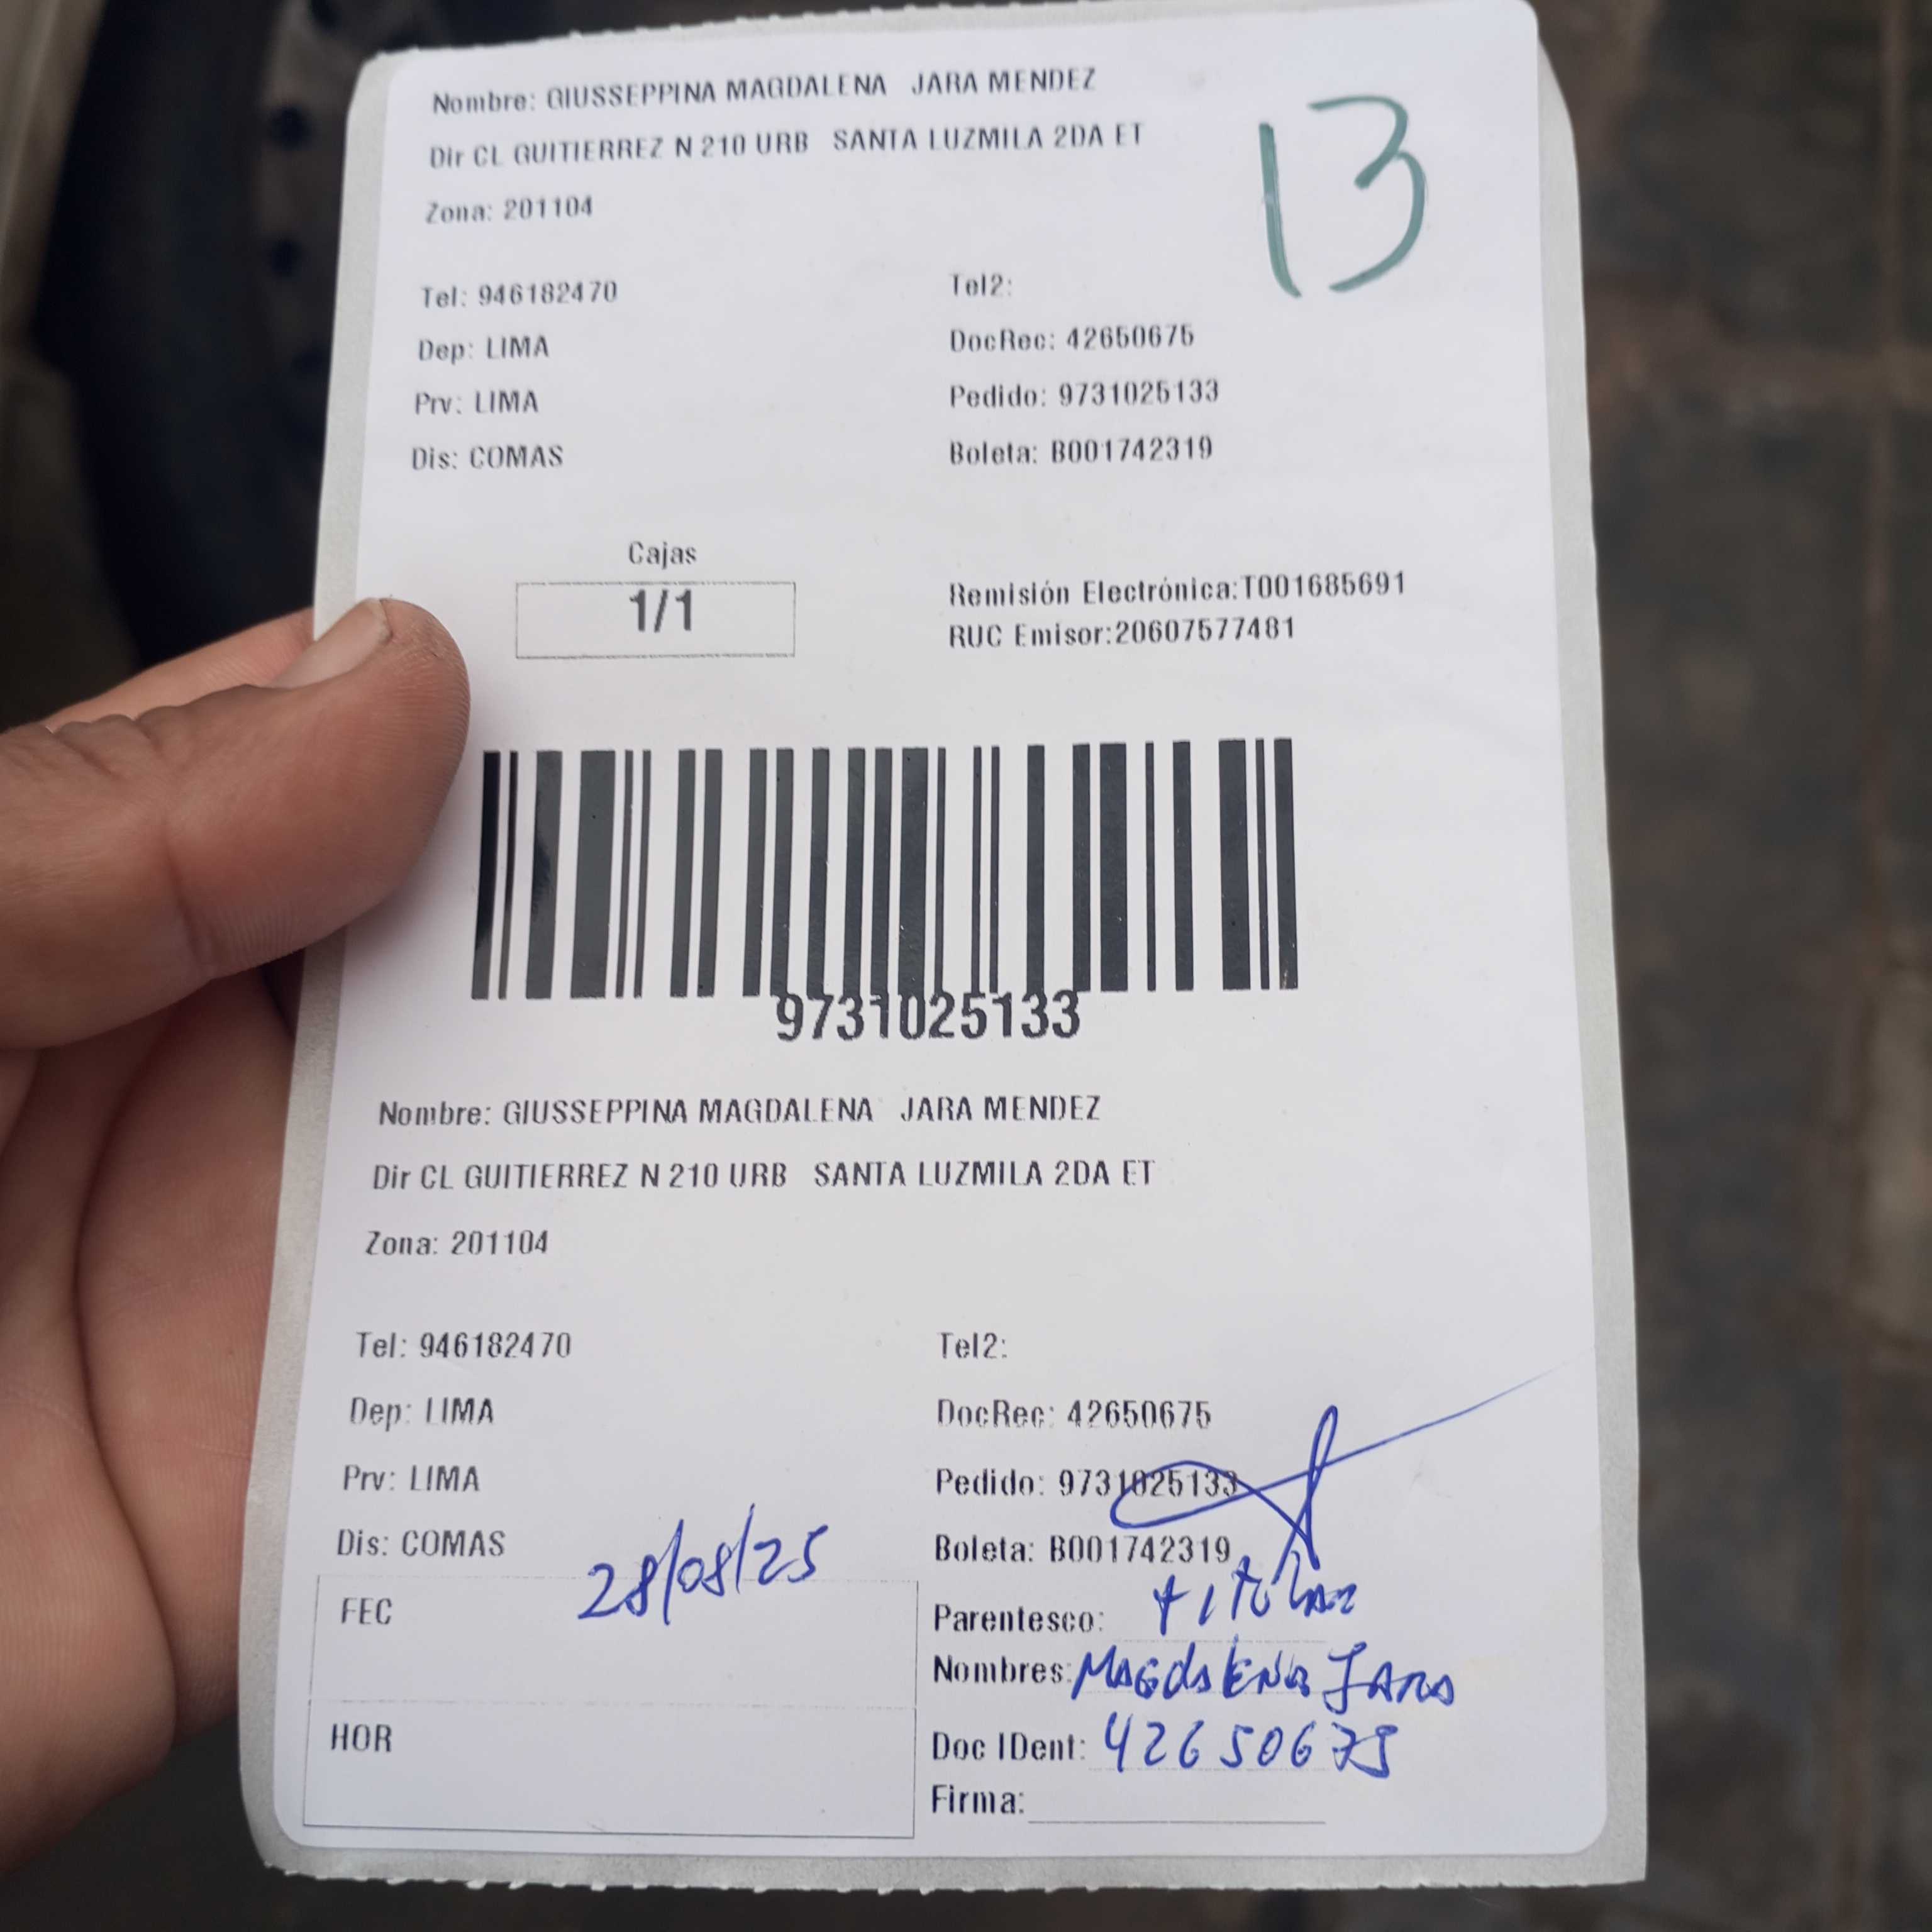 Nombre: GIUSSEPPINA MAGDALENA JARA MENDEZ
13
Dir CL GUITIERREZ N 210 URB SANTA LUZMILA 2DA ET
Zona: 201104
Tel: 946182470 Tel2:
Dep: LIMA DocRec: 42650675
Prv: LIMA Pedido: 9731025133
Dis: COMAS Boleta: B001742319
Cajas
1/1
Remisión Electrónica:T001685691
RUC Emisor:20607577481
9731025133
Nombre: GIUSSEPPINA MAGDALENA JARA MENDEZ
Dir CL GUITIERREZ N 210 URB SANTA LUZMILA 2DA ET
Zona: 201104
Tel: 946182470 Tel2:
Dep: LIMA DocRec: 42650675
Prv: LIMA Pedido: 9731025133
Dis: COMAS Boleta: B001742319
FEC 28/08/25
Parentesco: titular
Nombres: MAGdALENA JARA
HOR
Doc IDent: 42650675
Firma: